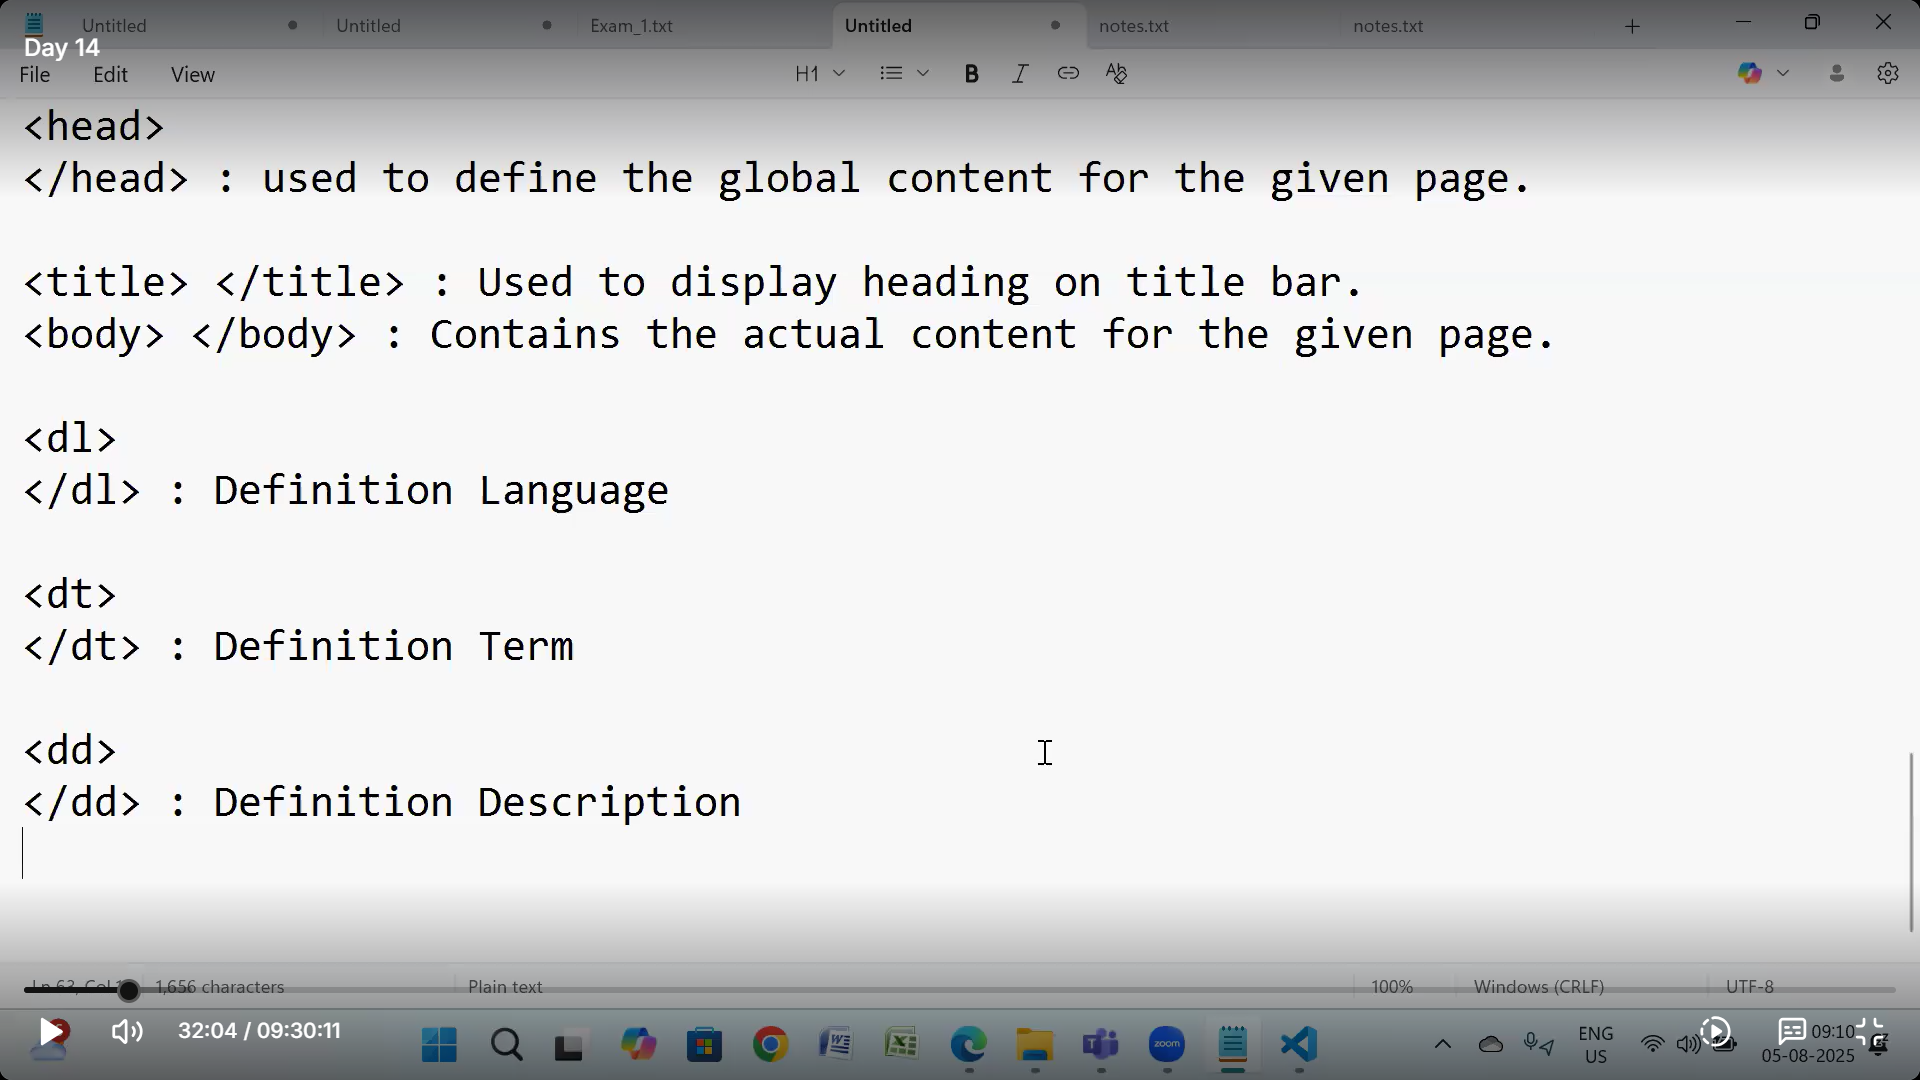 Untitled
Untitled
Exam_1.txt
Untitled
notes.txt
notes.txt
Day 14
File Edit View
H1
<head>
</head> : used to define the global content for the given page.
<title> </title> : Used to display heading on title bar.
<body> </body> : Contains the actual content for the given page.
<dl>
</dl> : Definition Language
<dt>
</dt> : Definition Term
<dd>
</dd> : Definition Description
Ln 63, Col 1
1,656 characters
Plain text
100%
Windows (CRLF)
UTF-8
32:04 / 09:30:11
zoom
ENG
US
09:10
05-08-2025